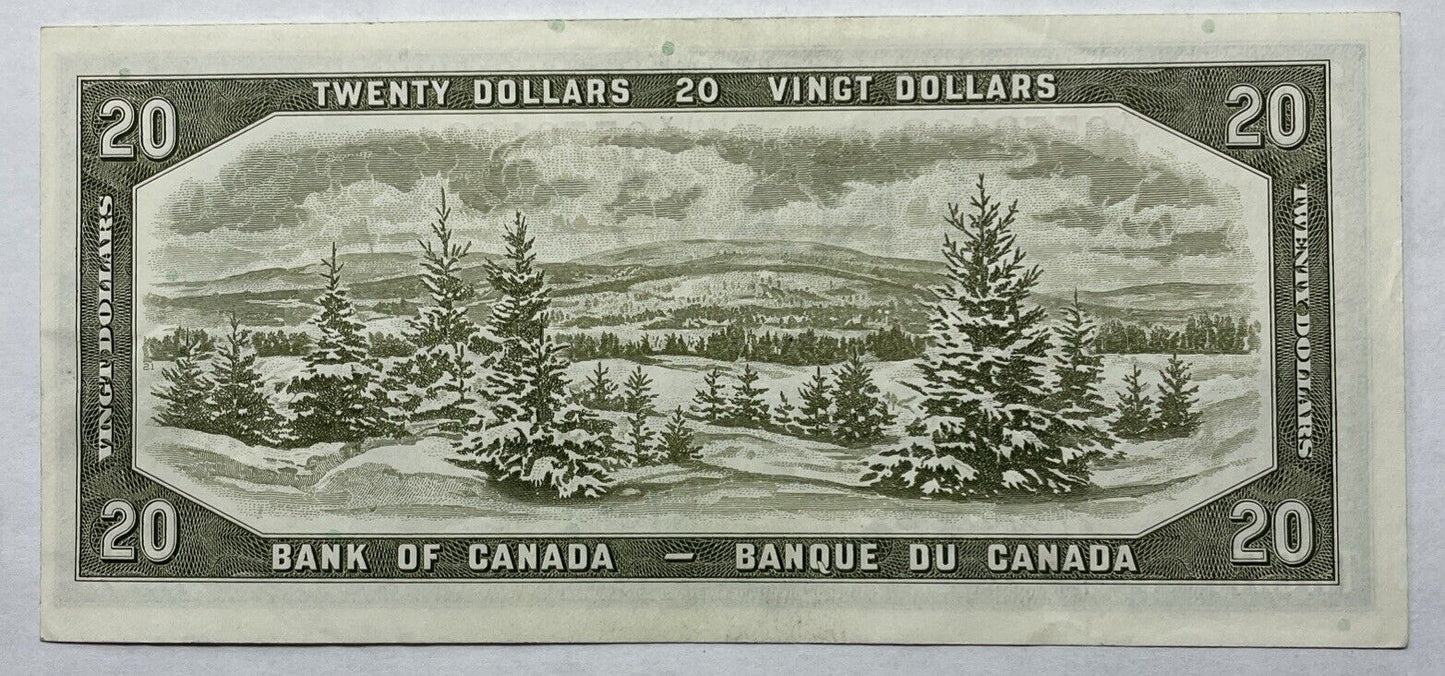 TWENTY DOLLARS 20 VINGT DOLLARS
20
20
VINGT DOLLARS
TWENTY DOLLARS
21
20
20
BANK OF CANADA — BANQUE DU CANADA